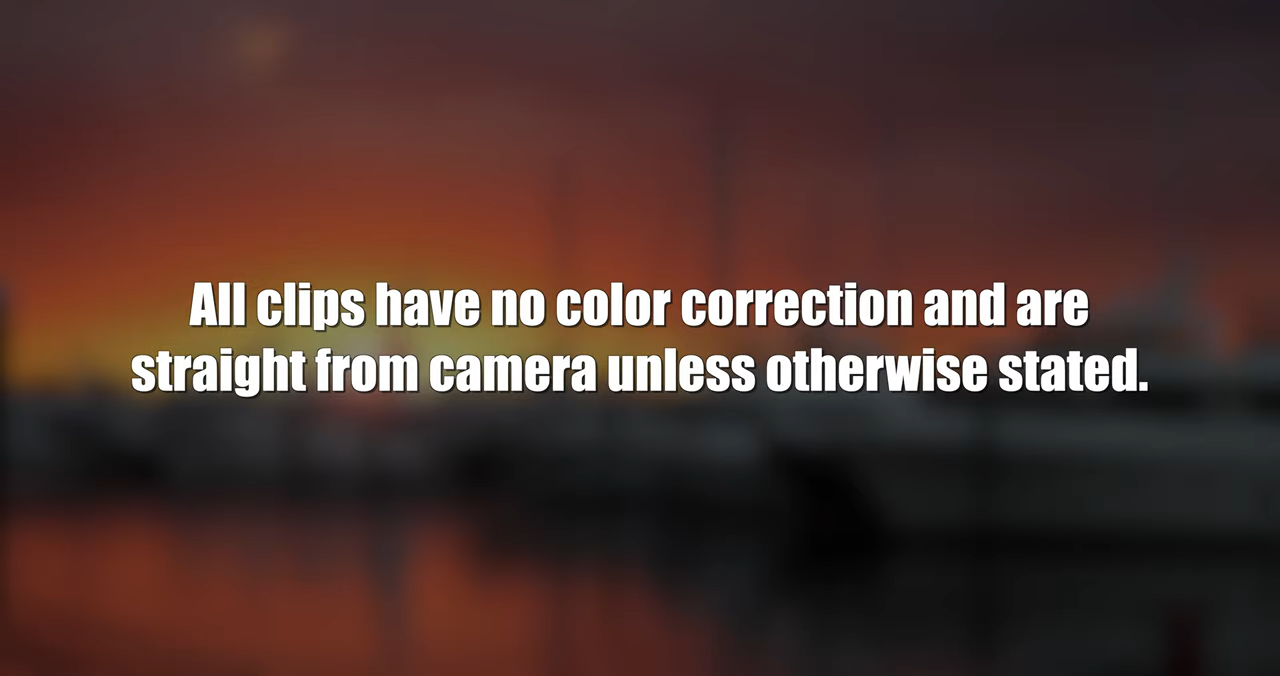 All clips have no color correction and are
straight from camera unless otherwise stated.